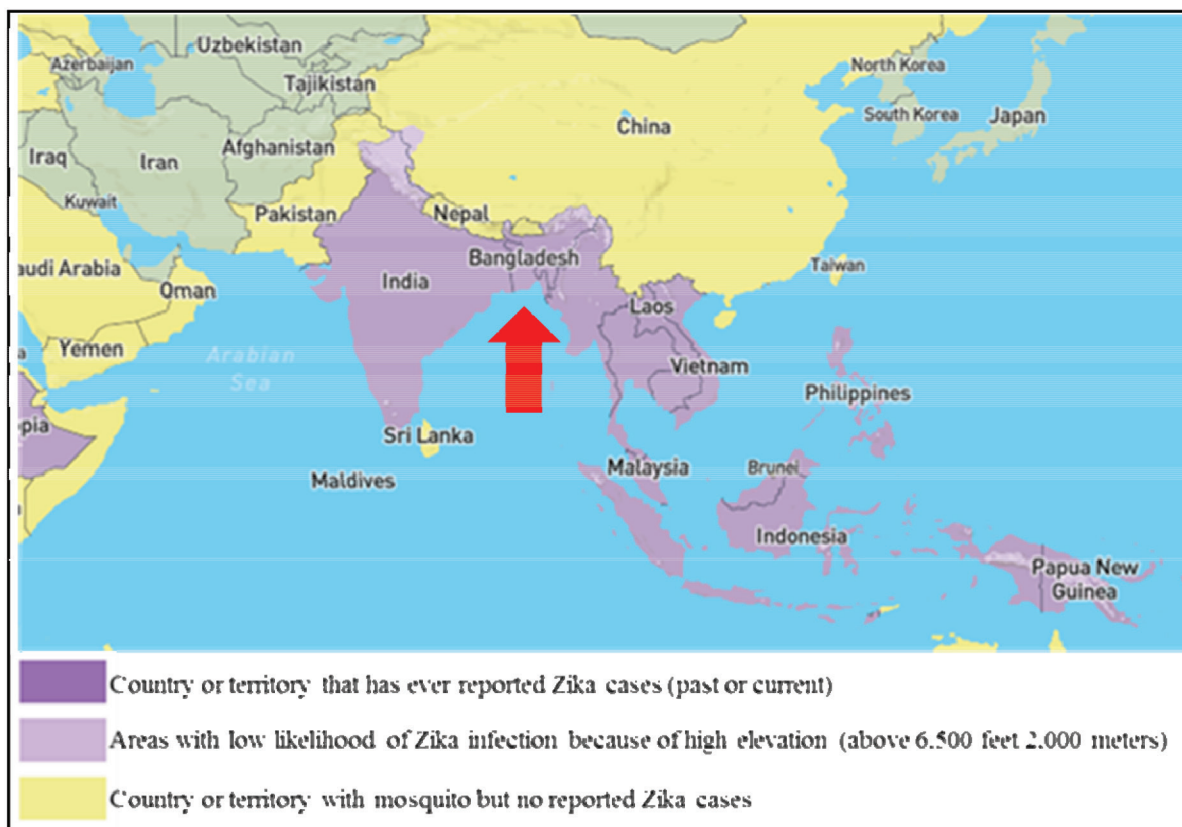 Uzbekistan
Azerbaijan
Tajikistan
North Korea
South Korea
Japan
China
Afghanistan
Iraq
Iran
Kuwait
Pakistan
Nepal
Bangladesh
audi Arabia
Oman
India
Taiwan
Laos
Yemen
Arabian
Sea
Vietnam
Philippines
opia
Sri Lanka
Maldives
Malaysia
Brunei
Indonesia
Papua New
Guinea
Country or territory that has ever reported Zika cases (past or current)
Areas with low likelihood of Zika infection because of high elevation (above 6.500 feet 2.000 meters)
Country or territory with mosquito but no reported Zika cases